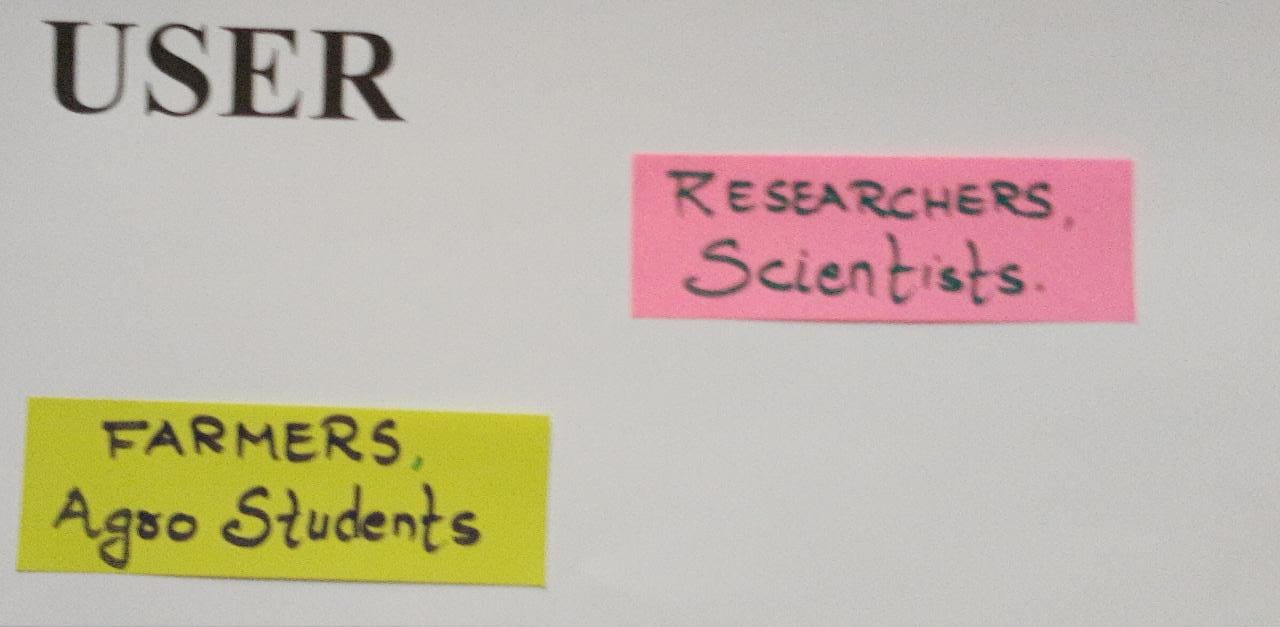 USER
RESEARCHERS,
Scientists.
FARMERS,
Agro Students